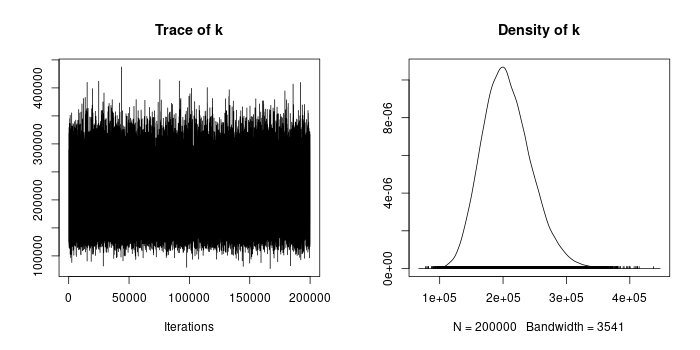 Trace of k
400000
300000
200000
100000
0 50000 100000 150000 200000
Iterations
Density of k
8e-06
4e-06
0e+00
1e+05 2e+05 3e+05 4e+05
N = 200000 Bandwidth = 3541